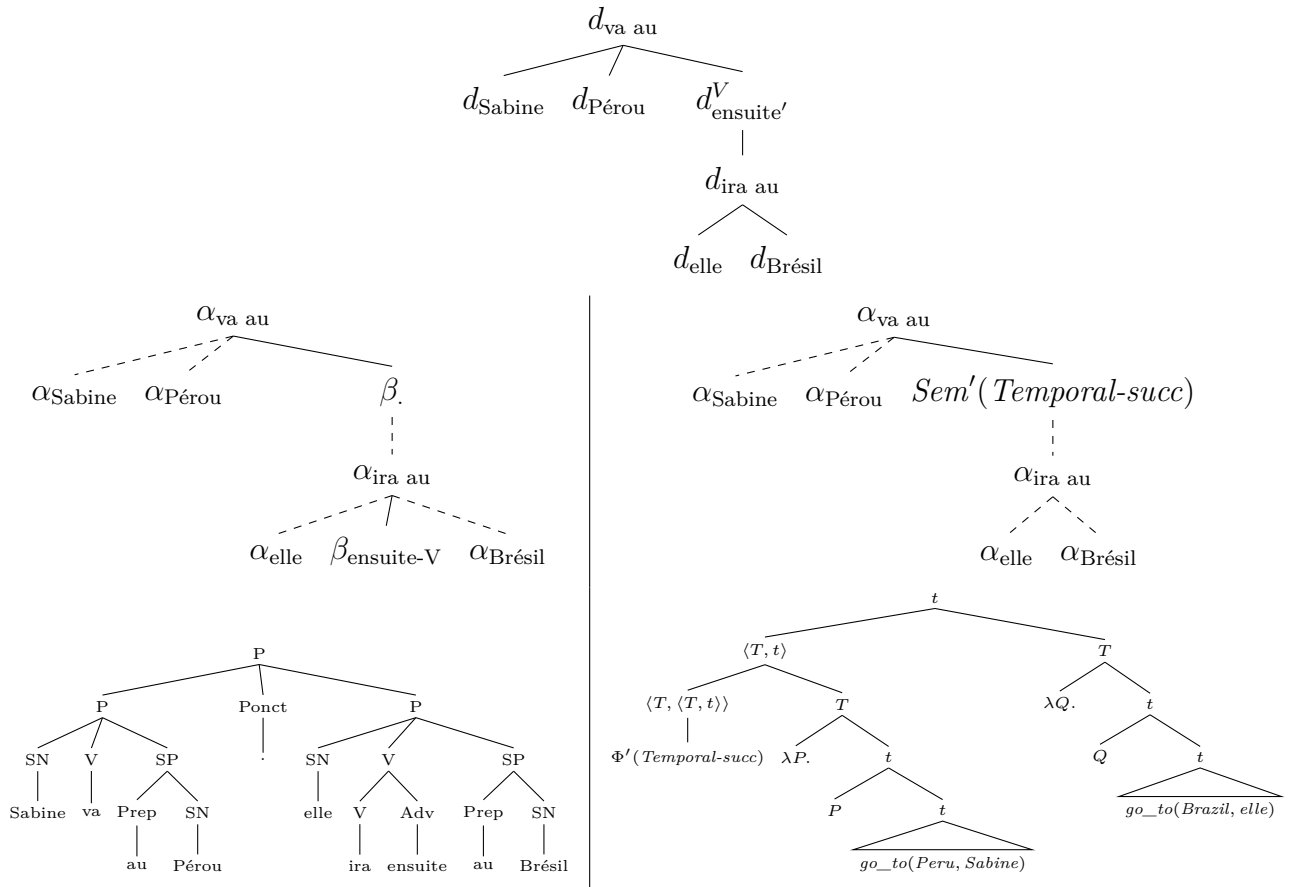 d_va au
d_Sabine d_Pérou d^V_ensuite′
d_ira au
d_elle d_Brésil
α_va au
α_Sabine α_Pérou β_.
α_ira au
α_elle β_ensuite-V α_Brésil
P
P Ponct P
SN V SP . SN V SP
Sabine va Prep SN elle V Adv Prep SN
au Pérou ira ensuite au Brésil
α_va au
α_Sabine α_Pérou Sem′(Temporal-succ)
α_ira au
α_elle α_Brésil
t
⟨T, t⟩ T
⟨T, ⟨T, t⟩⟩ T λQ. t
Φ′(Temporal-succ) λP. t Q t
P t go_to(Brazil, elle)
go_to(Peru, Sabine)